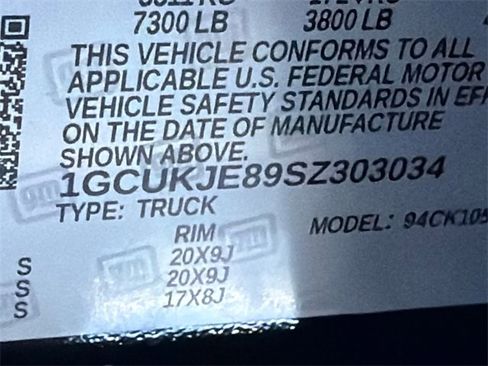 7300 LB 3800 LB
THIS VEHICLE CONFORMS TO ALL
APPLICABLE U.S. FEDERAL MOTOR
VEHICLE SAFETY STANDARDS IN EFF
ON THE DATE OF MANUFACTURE
SHOWN ABOVE.
1GCUKJE89SZ303034
TYPE: TRUCK MODEL: 94CK105
RIM
S 20X9J
S 20X9J
S 17X8J